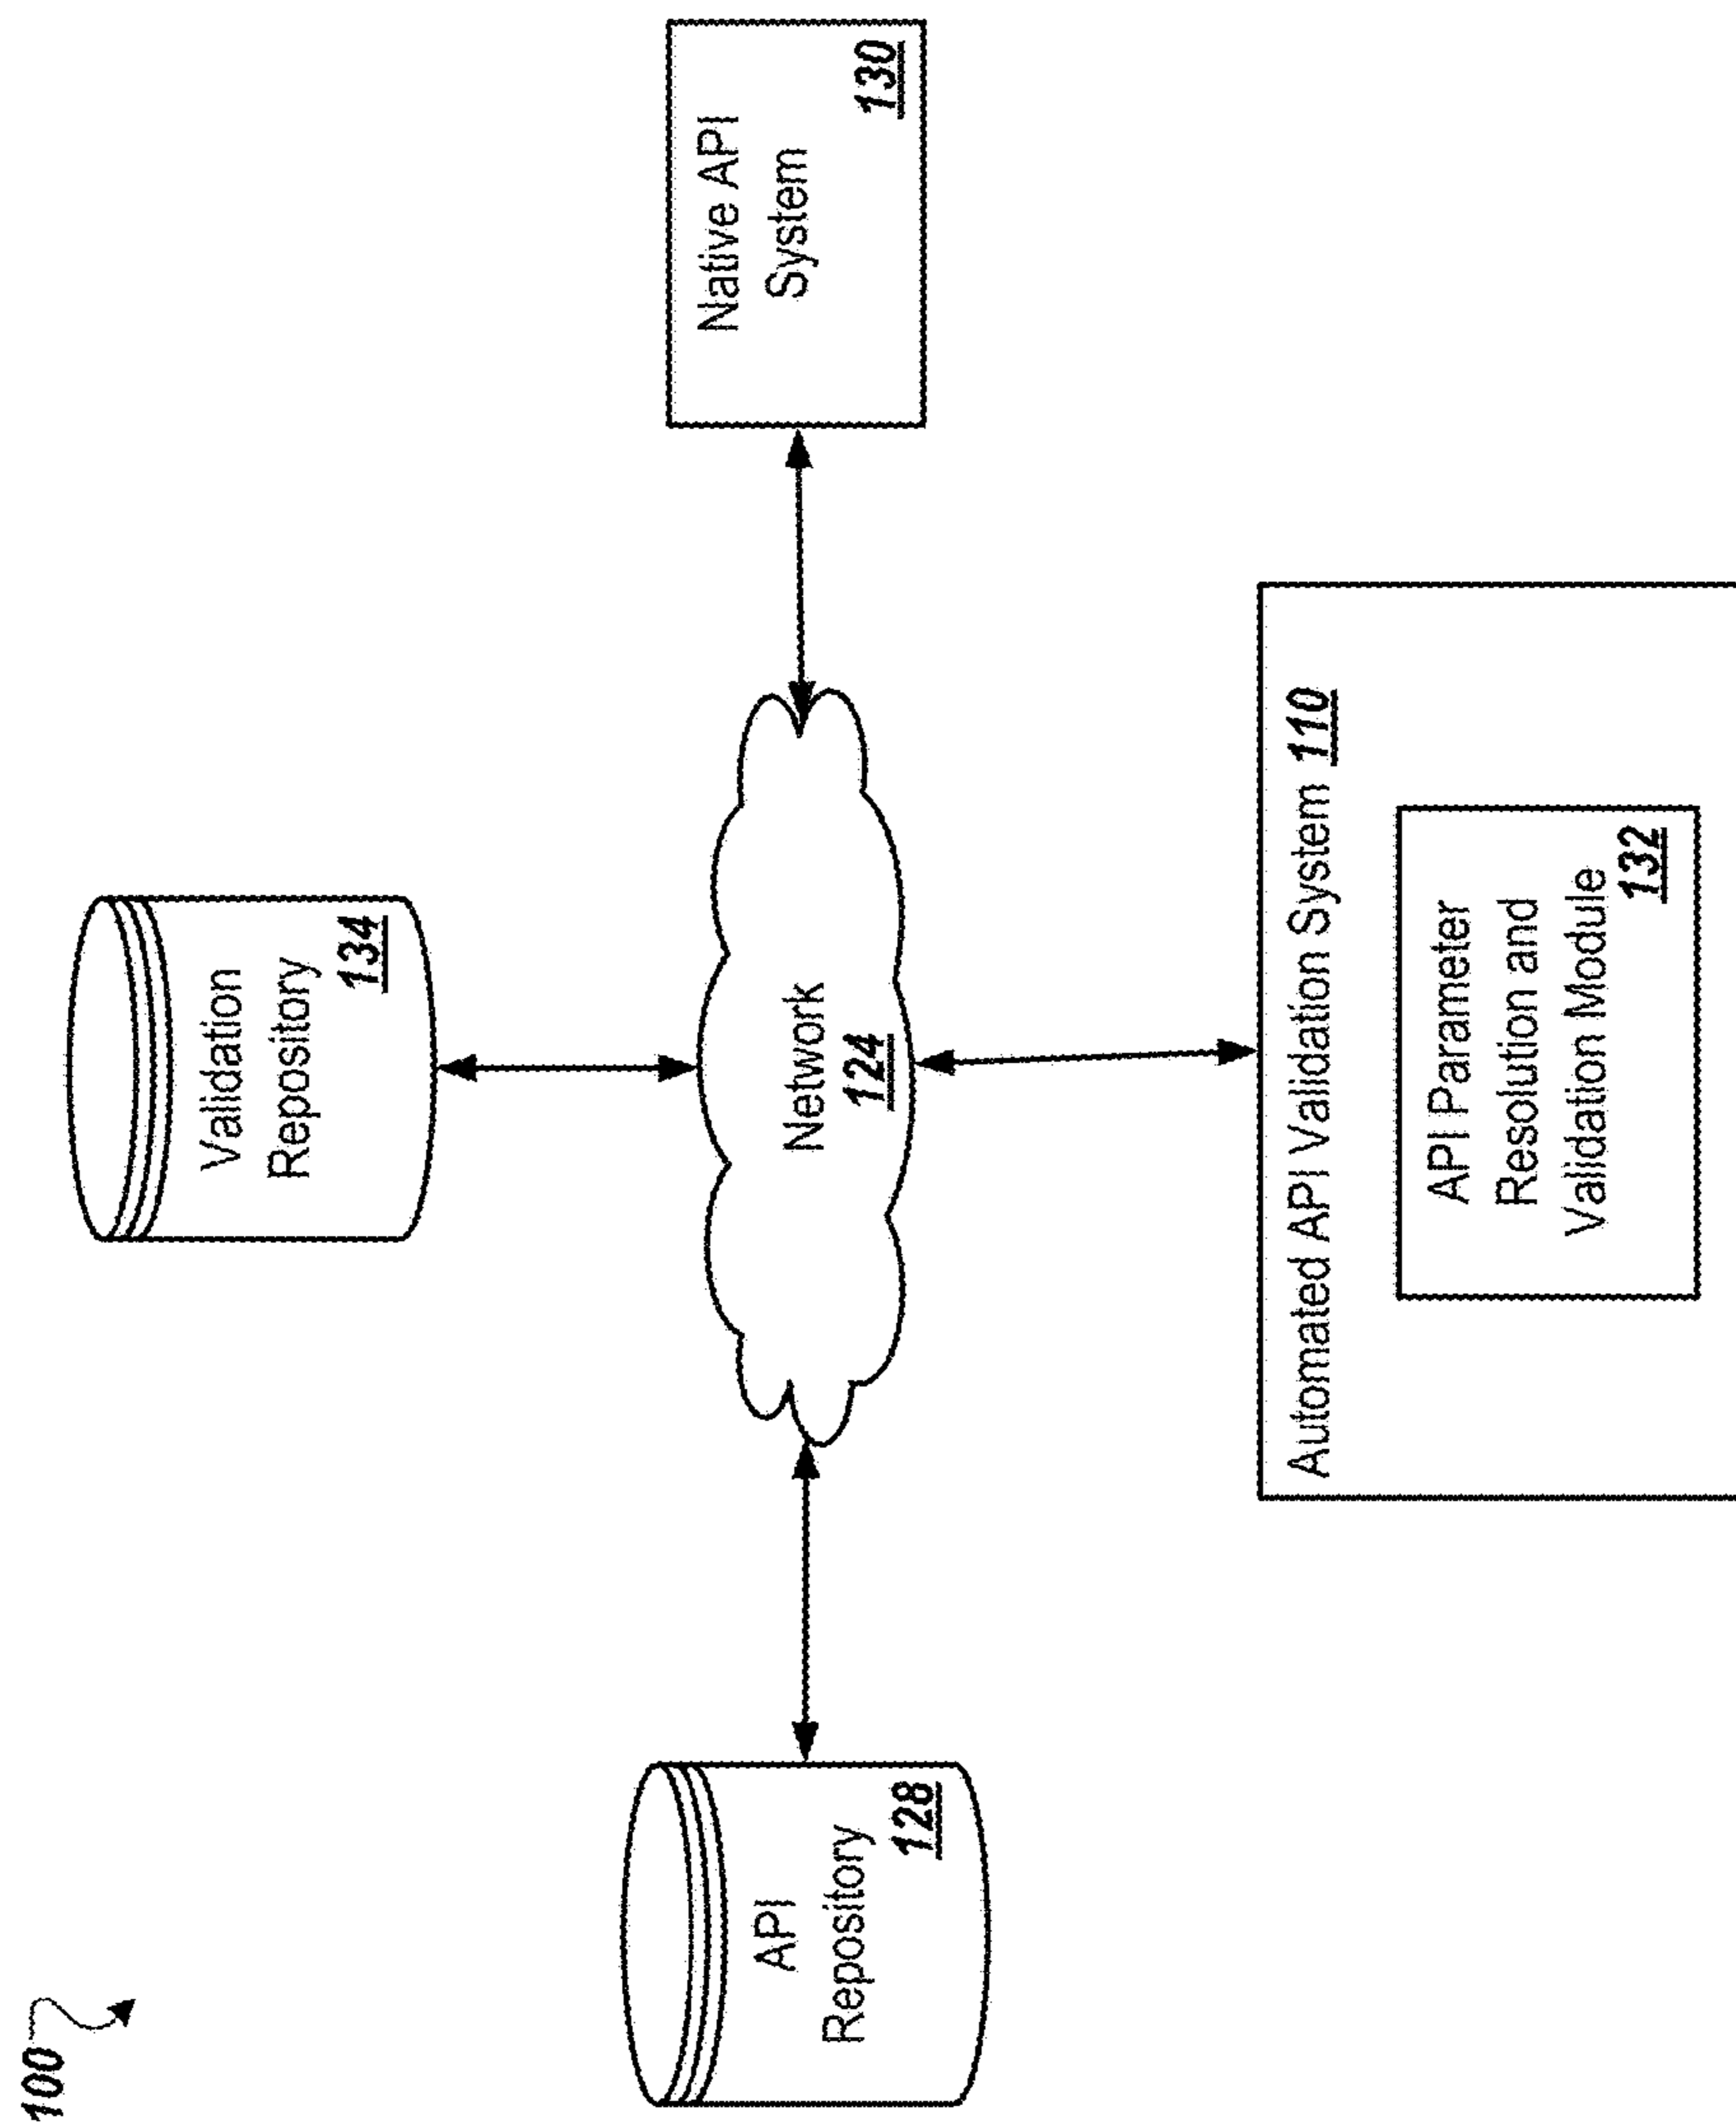 100
Validation
Repository
134
API
Repository
128
Network
124
Native API
System
130
Automated API Validation System 110
API Parameter
Resolution and
Validation Module
132